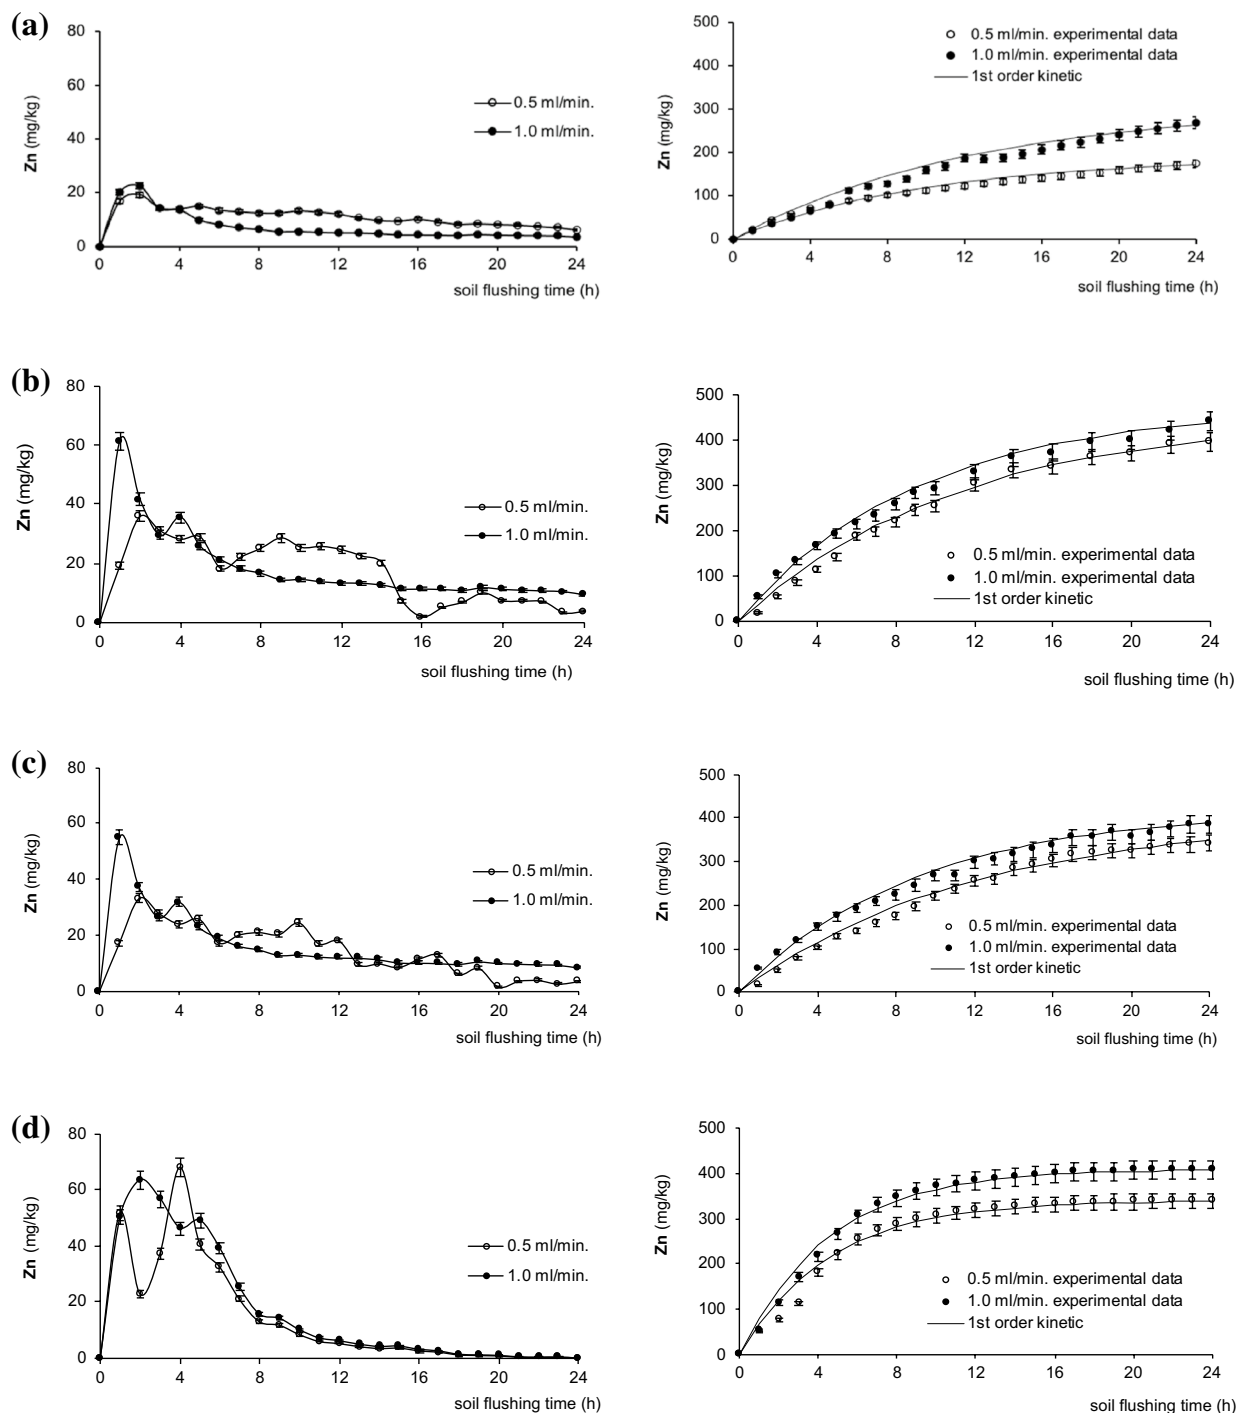 (a)
80
60
40
20
0
Zn (mg/kg)
0.5 ml/min.
1.0 ml/min.
0 4 8 12 16 20 24
soil flushing time (h)
500
400
300
200
100
0
Zn (mg/kg)
0.5 ml/min. experimental data
1.0 ml/min. experimental data
1st order kinetic
0 4 8 12 16 20 24
soil flushing time (h)
(b)
80
60
40
20
0
Zn (mg/kg)
0.5 ml/min.
1.0 ml/min.
0 4 8 12 16 20 24
soil flushing time (h)
500
400
300
200
100
0
Zn (mg/kg)
0.5 ml/min. experimental data
1.0 ml/min. experimental data
1st order kinetic
0 4 8 12 16 20 24
soil flushing time (h)
(c)
80
60
40
20
0
Zn (mg/kg)
0.5 ml/min.
1.0 ml/min.
0 4 8 12 16 20 24
soil flushing time (h)
500
400
300
200
100
0
Zn (mg/kg)
0.5 ml/min. experimental data
1.0 ml/min. experimental data
1st order kinetic
0 4 8 12 16 20 24
soil flushing time (h)
(d)
80
60
40
20
0
Zn (mg/kg)
0.5 ml/min.
1.0 ml/min.
0 4 8 12 16 20 24
soil flushing time (h)
500
400
300
200
100
0
Zn (mg/kg)
0.5 ml/min. experimental data
1.0 ml/min. experimental data
1st order kinetic
0 4 8 12 16 20 24
soil flushing time (h)